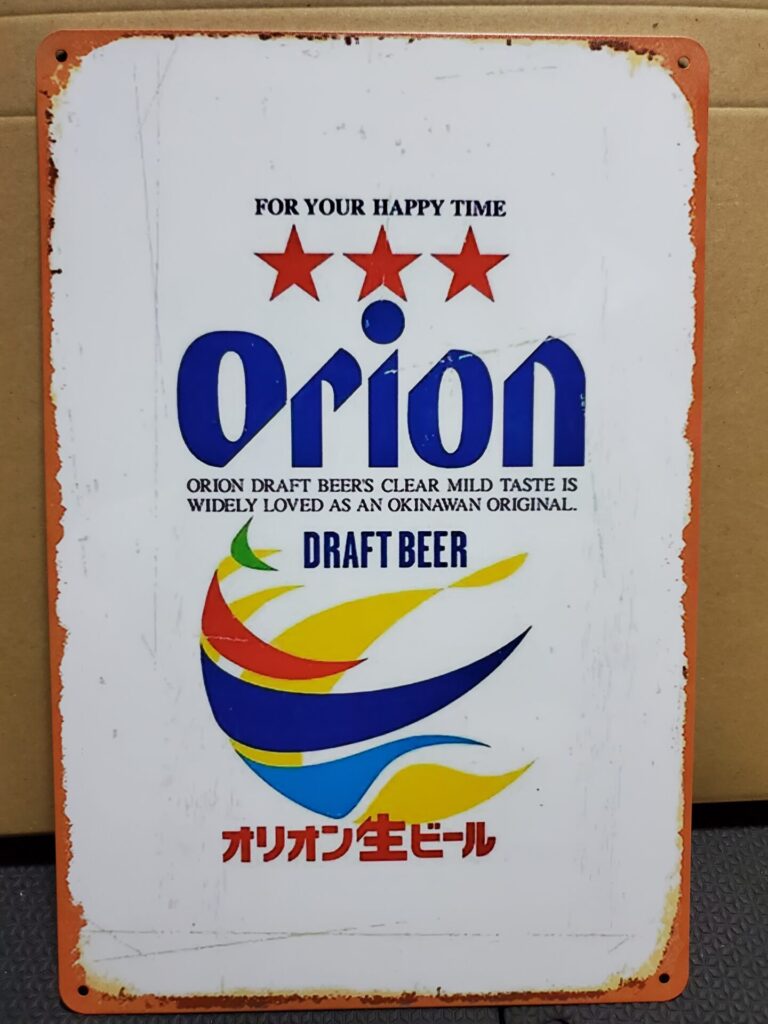 FOR YOUR HAPPY TIME
Orion
ORION DRAFT BEER'S CLEAR MILD TASTE IS
WIDELY LOVED AS AN OKINAWAN ORIGINAL.
DRAFT BEER
オリオン生ビール